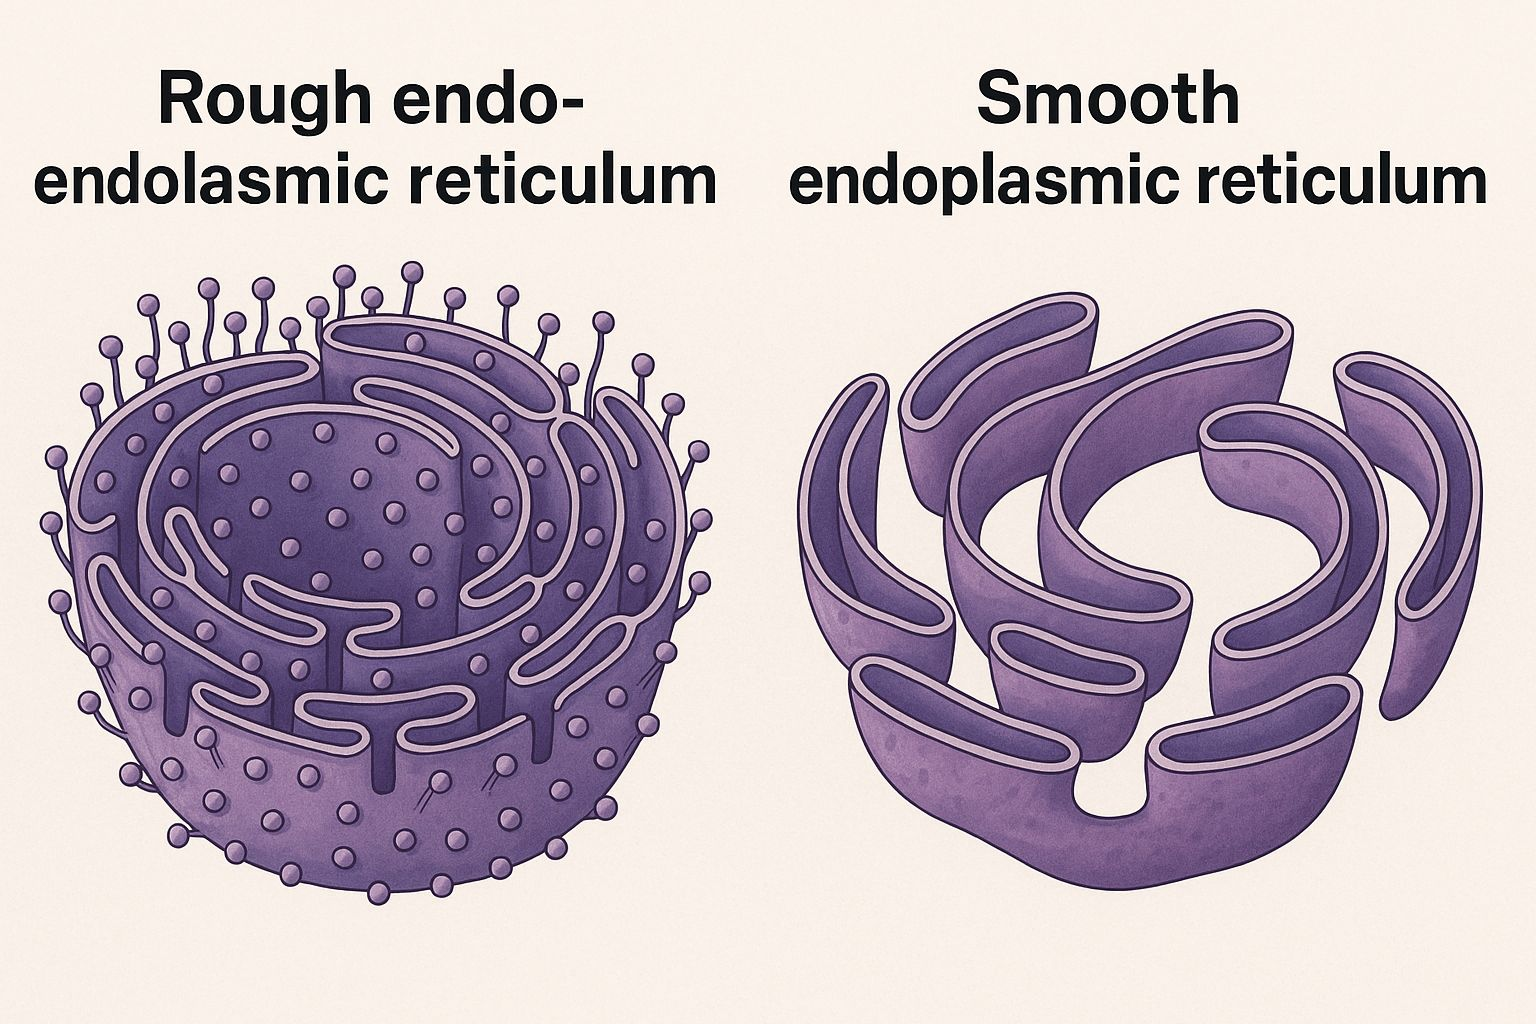 Rough endo-
endolasmic reticulum
Smooth
endoplasmic reticulum